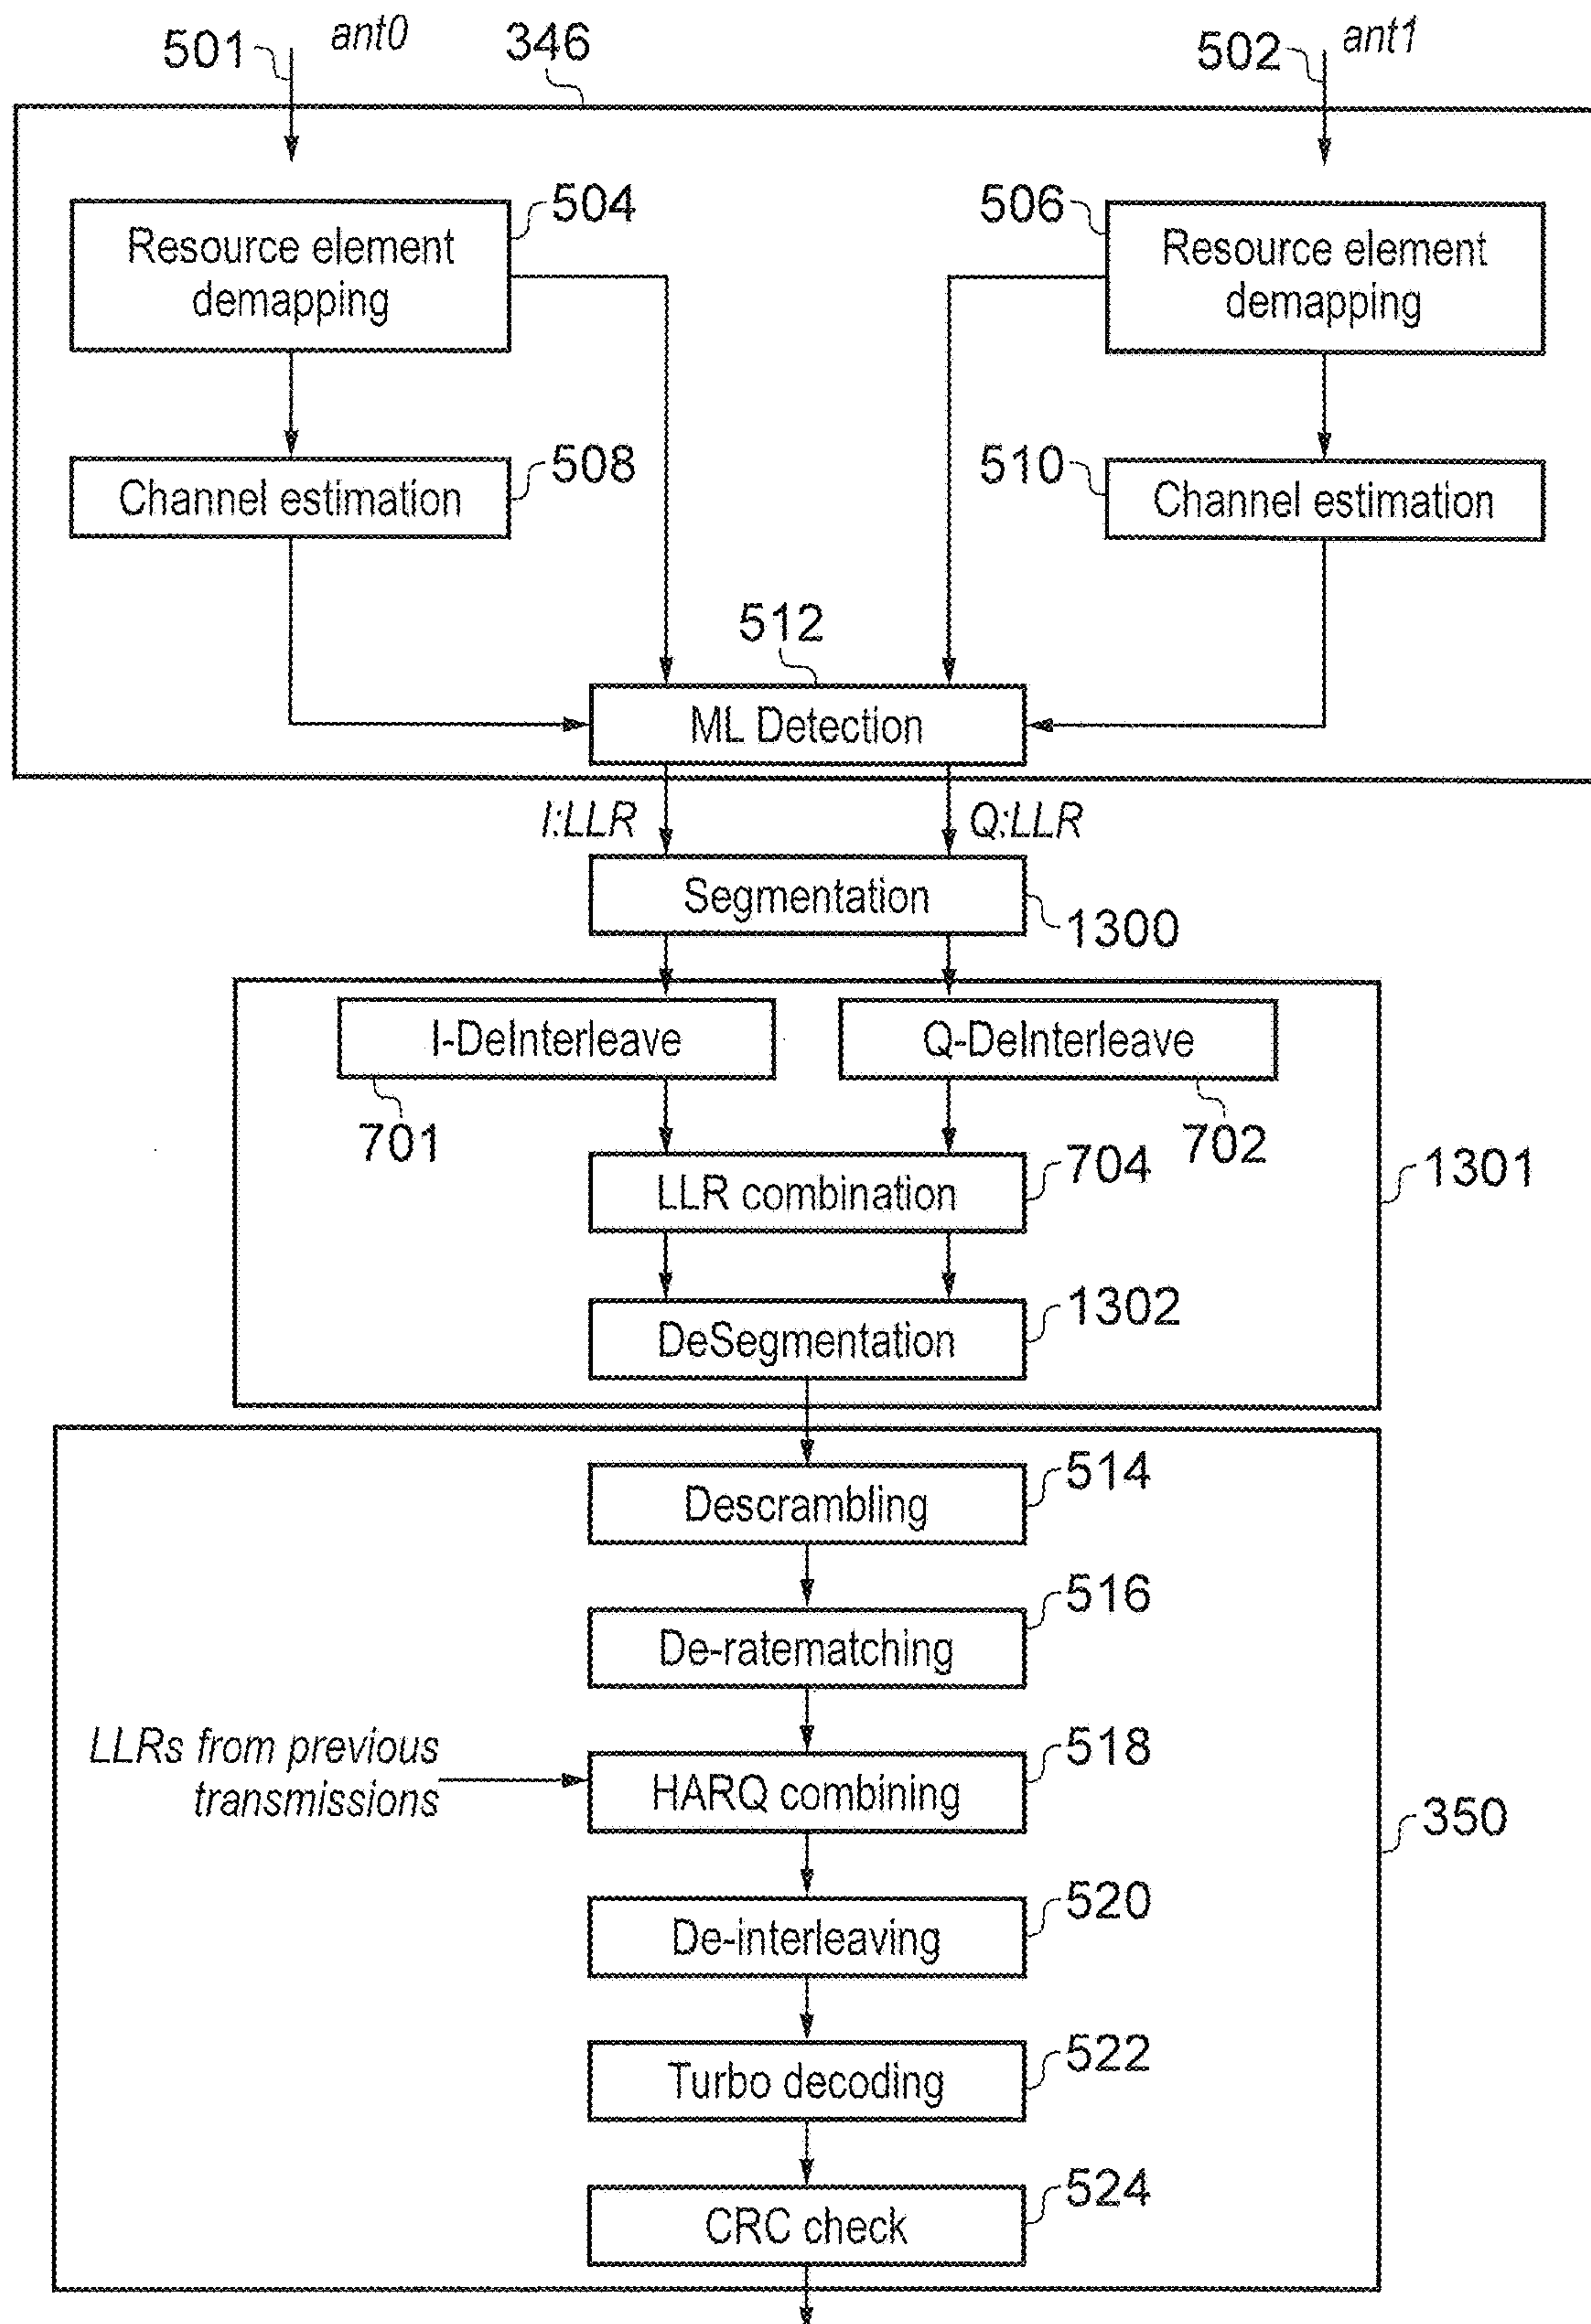 501
ant0
346
502
ant1
504
Resource element
demapping
506
Resource element
demapping
508
Channel estimation
510
Channel estimation
512
ML Detection
I:LLR
Q:LLR
Segmentation
1300
I-DeInterleave
Q-DeInterleave
701
702
LLR combination
704
1301
DeSegmentation
1302
Descrambling
514
De-ratematching
516
LLRs from previous
transmissions
HARQ combining
518
350
De-interleaving
520
Turbo decoding
522
CRC check
524